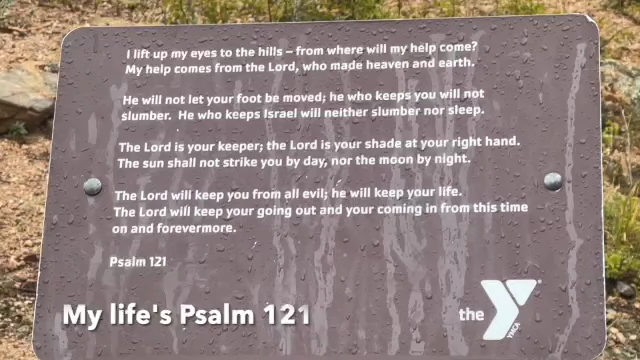 I lift up my eyes to the hills – from where will my help come?
My help comes from the Lord, who made heaven and earth.
He will not let your foot be moved; he who keeps you will not
slumber. He who keeps Israel will neither slumber nor sleep.
The Lord is your keeper; the Lord is your shade at your right hand.
The sun shall not strike you by day, nor the moon by night.
The Lord will keep you from all evil; he will keep your life.
The Lord will keep your going out and your coming in from this time
on and forevermore.
Psalm 121
My life's Psalm 121
the Y
YMCA